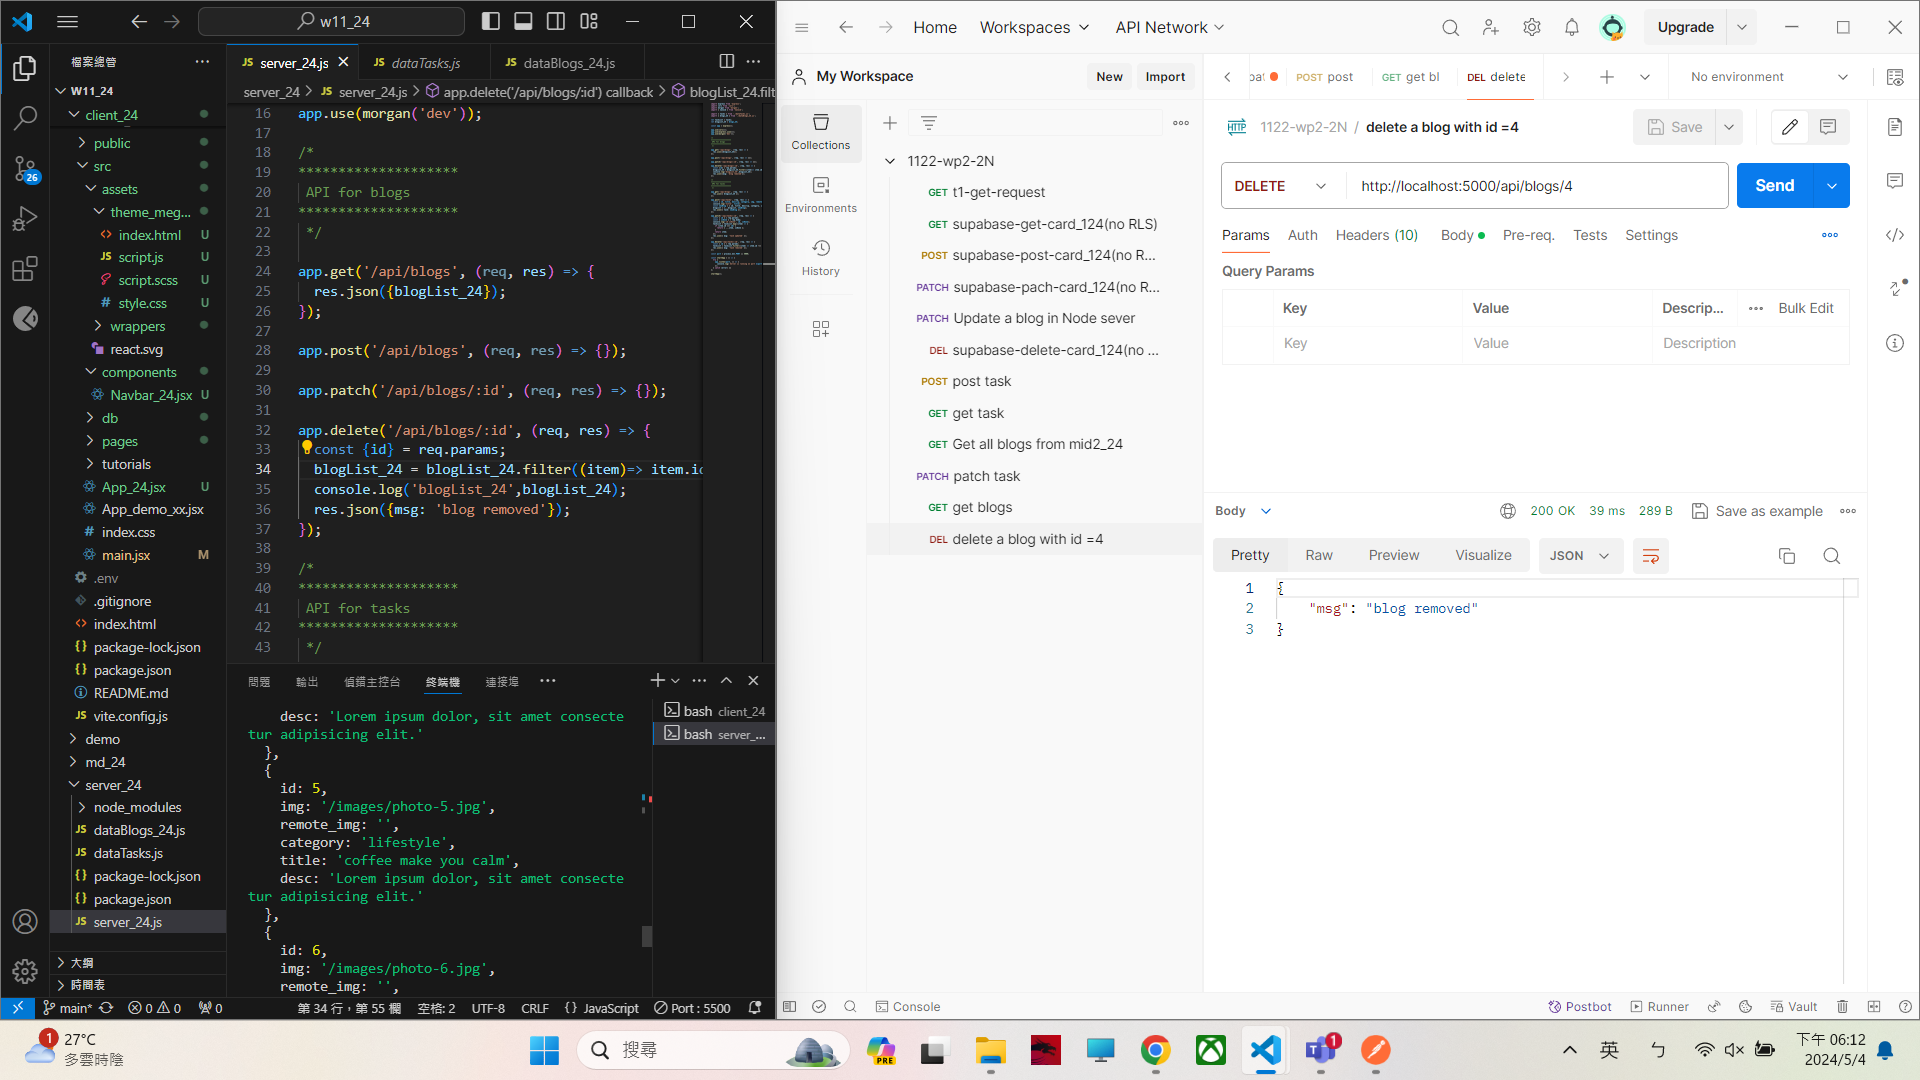 w11_24
檔案總管
W11_24
client_24
public
src
assets
theme_meg...
index.html U
script.js U
script.scss U
style.css U
wrappers
react.svg
components
Navbar_24.jsx U
db
pages
tutorials
App_24.jsx U
App_demo_xx.jsx
index.css
main.jsx M
.env
.gitignore
index.html
package-lock.json
package.json
README.md
vite.config.js
demo
md_24
server_24
node_modules
dataBlogs_24.js
dataTasks.js
package-lock.json
package.json
server_24.js
大綱
時間表
26
JS server_24.js
JS dataTasks.js
JS dataBlogs_24.js
server_24 > JS server_24.js > app.delete('/api/blogs/:id') callback > blogList_24.filt
16 app.use(morgan('dev'));
17
18 /*
19 ********************
20 API for blogs
21 ********************
22 */
23
24 app.get('/api/blogs', (req, res) => {
25 res.json({blogList_24});
26 });
27
28 app.post('/api/blogs', (req, res) => {});
29
30 app.patch('/api/blogs/:id', (req, res) => {});
31
32 app.delete('/api/blogs/:id', (req, res) => {
33 const {id} = req.params;
34 blogList_24 = blogList_24.filter((item)=> item.id
35 console.log('blogList_24',blogList_24);
36 res.json({msg: 'blog removed'});
37 });
38
39 /*
40 ********************
41 API for tasks
42 ********************
43 */
問題 輸出 偵錯主控台 終端機 連接埠
bash client_24
bash server_...
desc: 'Lorem ipsum dolor, sit amet consecte
tur adipisicing elit.'
},
{
id: 5,
img: '/images/photo-5.jpg',
remote_img: '',
category: 'lifestyle',
title: 'coffee make you calm',
desc: 'Lorem ipsum dolor, sit amet consecte
tur adipisicing elit.'
},
{
id: 6,
img: '/images/photo-6.jpg',
remote_img: '',
main* 0 0 0 第 34 行，第 55 欄 空格: 2 UTF-8 CRLF {} JavaScript Port : 5500
Home Workspaces API Network Upgrade
My Workspace New Import
POST post GET get bl DEL delete No environment
Collections
Environments
History
1122-wp2-2N
GET t1-get-request
GET supabase-get-card_124(no RLS)
POST supabase-post-card_124(no R...
PATCH supabase-pach-card_124(no R...
PATCH Update a blog in Node sever
DEL supabase-delete-card_124(no ...
POST post task
GET get task
GET Get all blogs from mid2_24
PATCH patch task
GET get blogs
DEL delete a blog with id =4
HTTP 1122-wp2-2N / delete a blog with id =4 Save
DELETE http://localhost:5000/api/blogs/4 Send
Params Auth Headers (10) Body Pre-req. Tests Settings
Query Params
Key Value Descrip... Bulk Edit
Key Value Description
Body 200 OK 39 ms 289 B Save as example
Pretty Raw Preview Visualize JSON
1 {
2 "msg": "blog removed"
3 }
Console Postbot Runner Vault
1 27°C
多雲時陰
搜尋
PRE
1
英 ㄅ
下午 06:12
2024/5/4